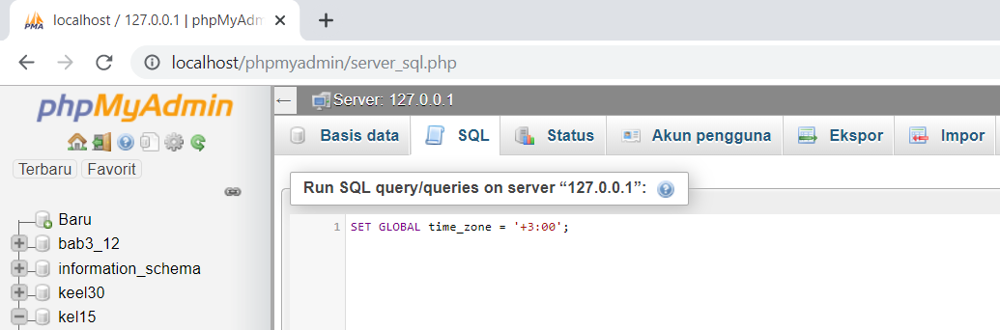 PMA
localhost / 127.0.0.1 | phpMyAdm
localhost/phpmyadmin/server_sql.php
phpMyAdmin
Terbaru Favorit
Baru
bab3_12
information_schema
keel30
kel15
Server: 127.0.0.1
Basis data SQL Status Akun pengguna Ekspor Impor
Run SQL query/queries on server “127.0.0.1”:
1 SET GLOBAL time_zone = '+3:00';